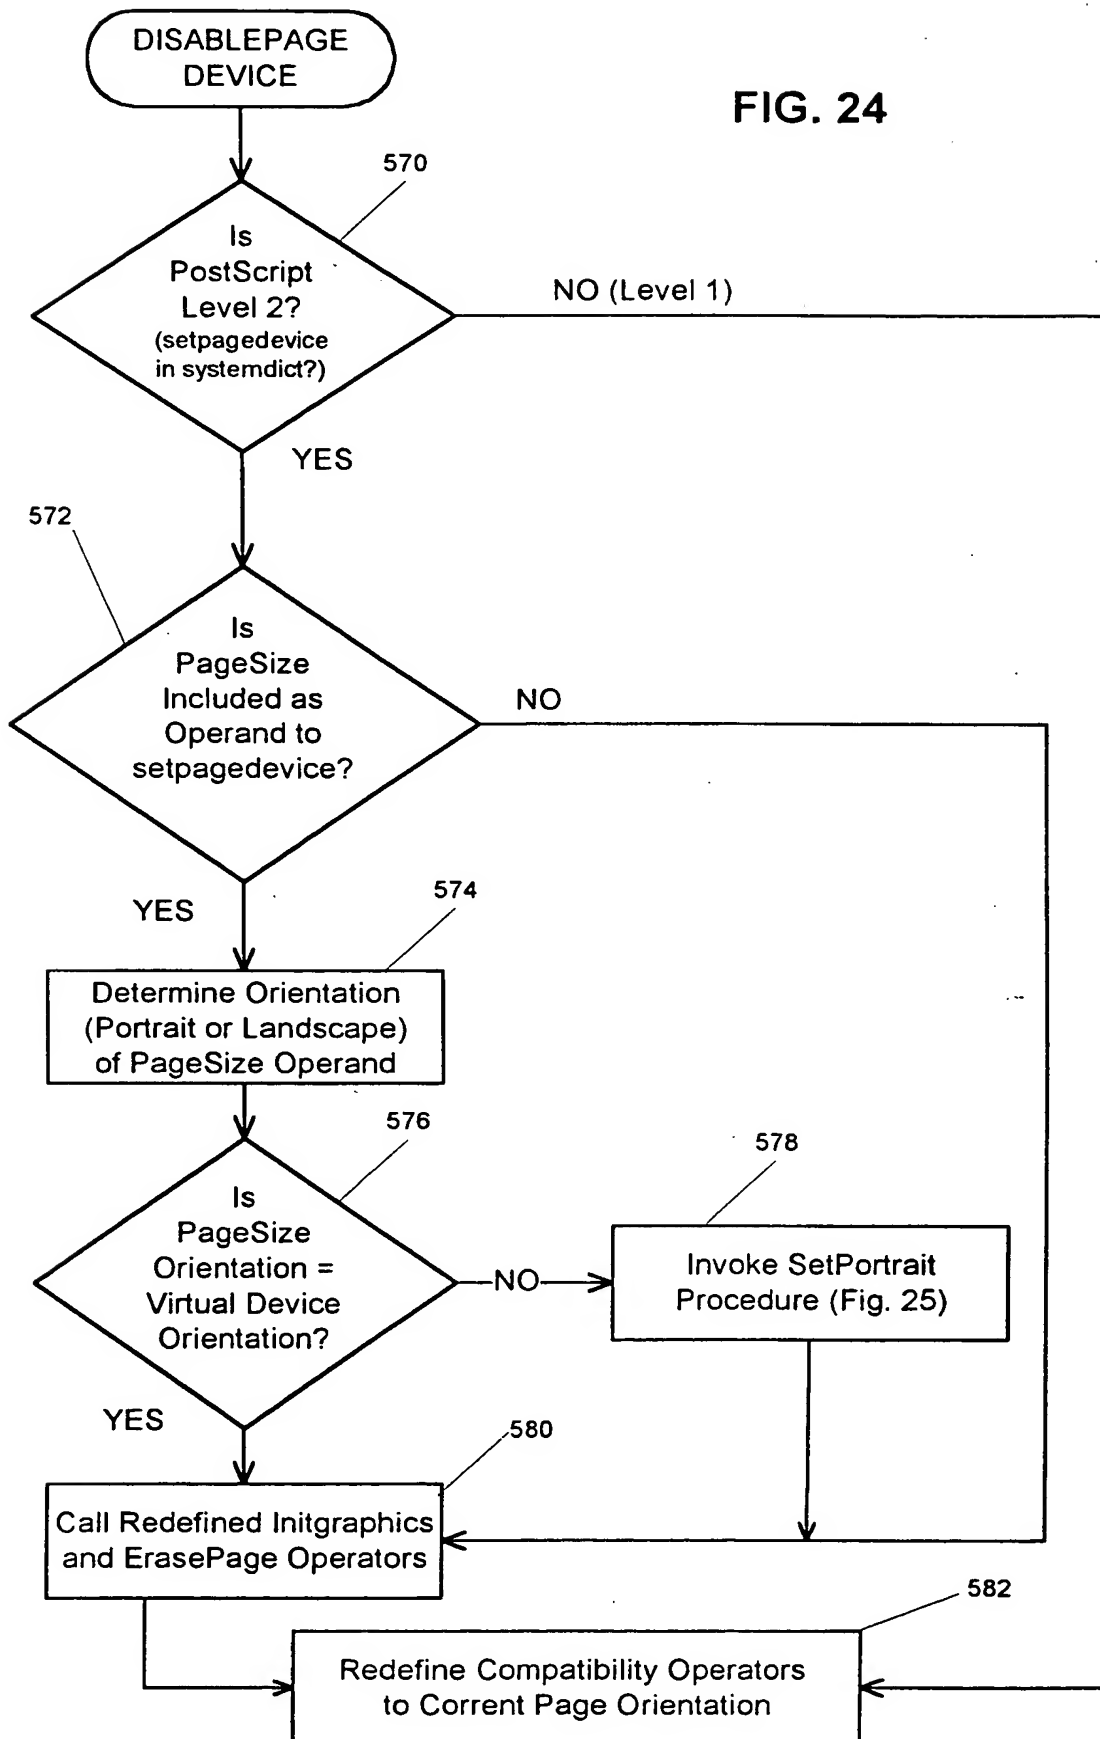 DISABLEPAGE
DEVICE
FIG. 24
570
Is
PostScript
Level 2?
(setpagedevice
in systemdict?)
NO (Level 1)
YES
572
Is
PageSize
Included as
Operand to
setpagedevice?
NO
YES
574
Determine Orientation
(Portrait or Landscape)
of PageSize Operand
576
Is
PageSize
Orientation =
Virtual Device
Orientation?
NO
578
Invoke SetPortrait
Procedure (Fig. 25)
YES
580
Call Redefined Initgraphics
and ErasePage Operators
582
Redefine Compatibility Operators
to Corrent Page Orientation